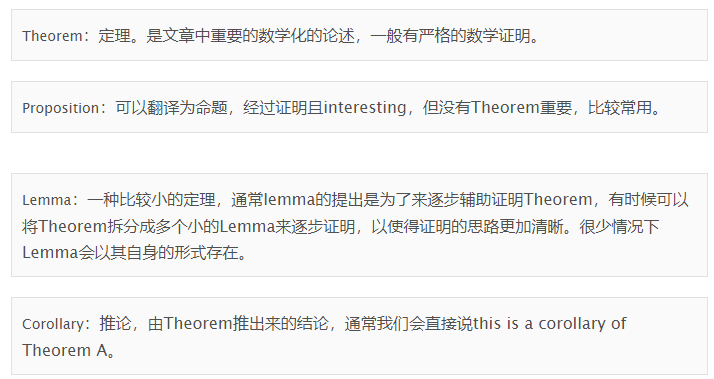 Theorem：定理。是文章中重要的数学化的论述，一般有严格的数学证明。
Proposition：可以翻译为命题，经过证明且interesting，但没有Theorem重要，比较常用。
Lemma：一种比较小的定理，通常lemma的提出是为了来逐步辅助证明Theorem，有时候可以
将Theorem拆分成多个小的Lemma来逐步证明，以使得证明的思路更加清晰。很少情况下
Lemma会以其自身的形式存在。
Corollary：推论，由Theorem推出来的结论，通常我们会直接说this is a corollary of
Theorem A。